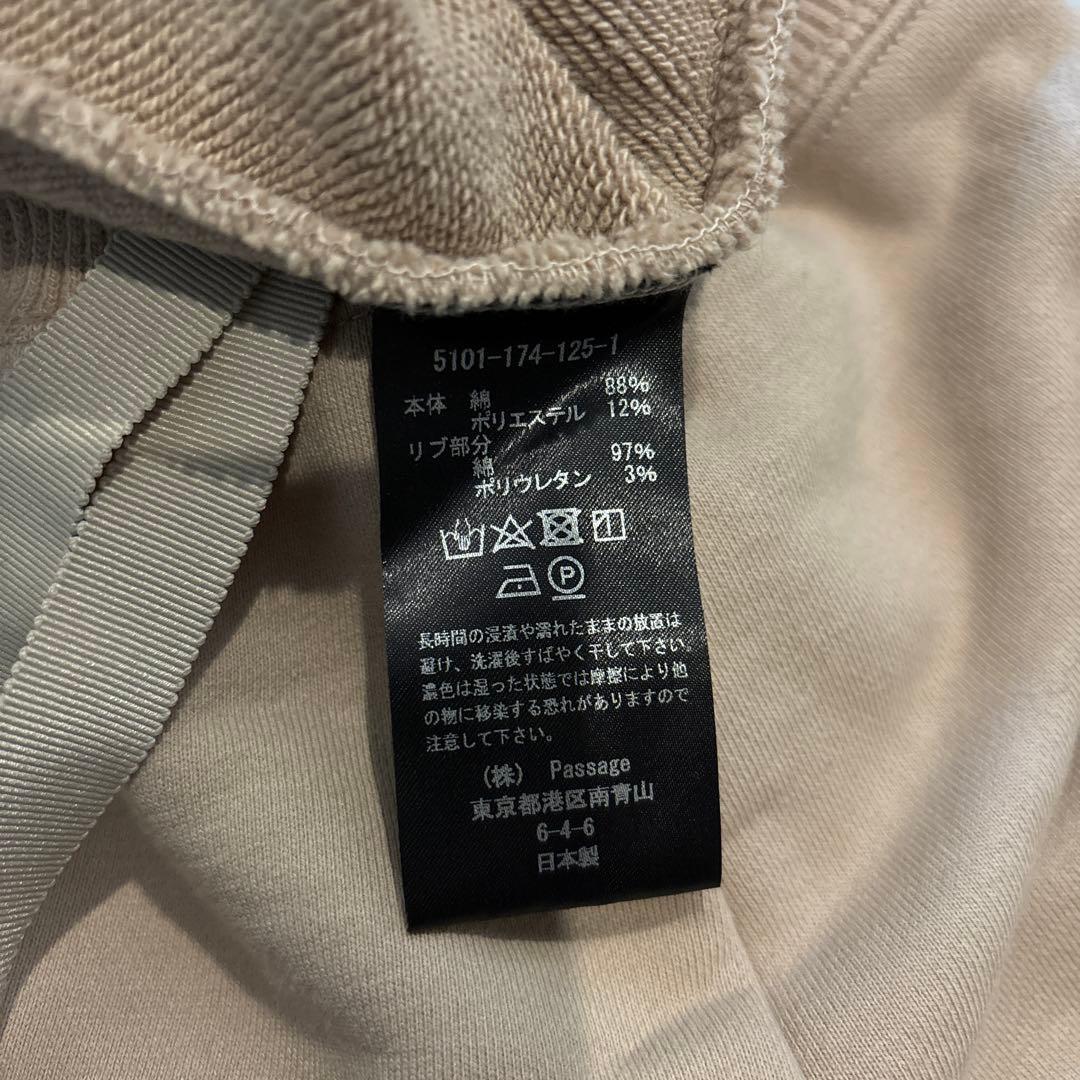 5101-174-125-1
本体 綿 88%
ポリエステル 12%
リブ部分
綿 97%
ポリウレタン 3%
P
長時間の浸漬や濡れたままの放置は
避け、洗濯後すばやく干して下さい。
濃色は湿った状態では摩擦により他
の物に移染する恐れがありますので
注意して下さい。
(株) Passage
東京都港区南青山
6-4-6
日本製